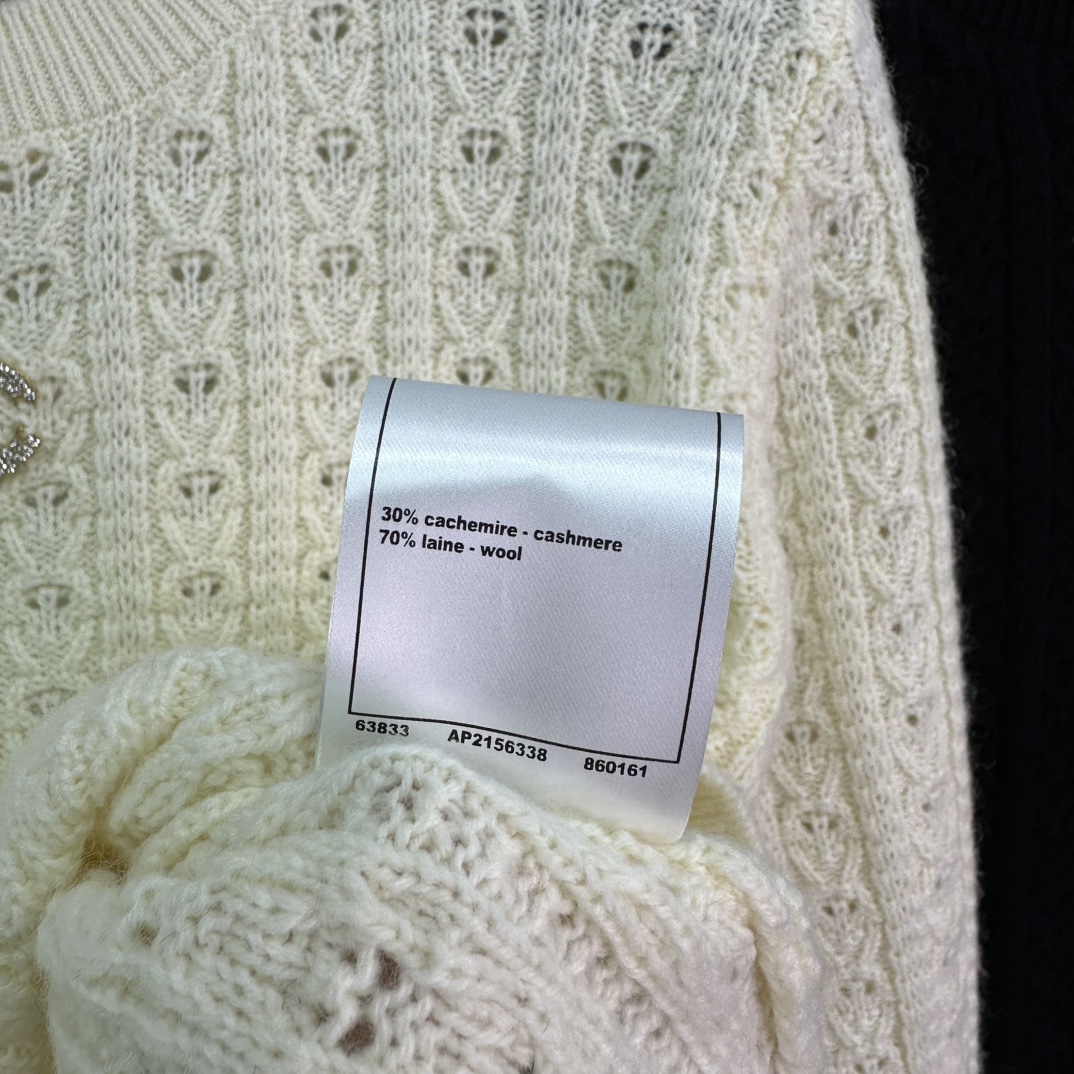 30% cachemire - cashmere
70% laine - wool
63833 AP2156338 860161